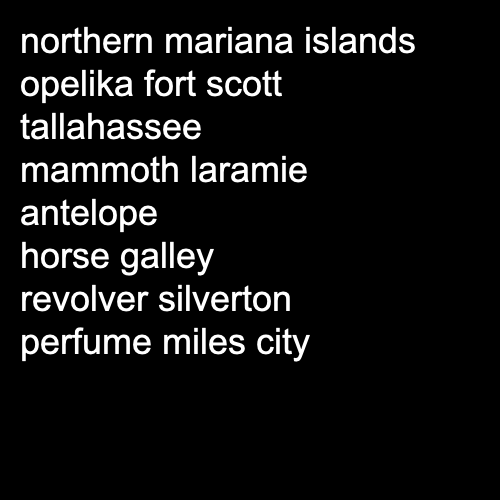 northern mariana islands
opelika fort scott
tallahassee
mammoth laramie
antelope
horse galley
revolver silverton
perfume miles city